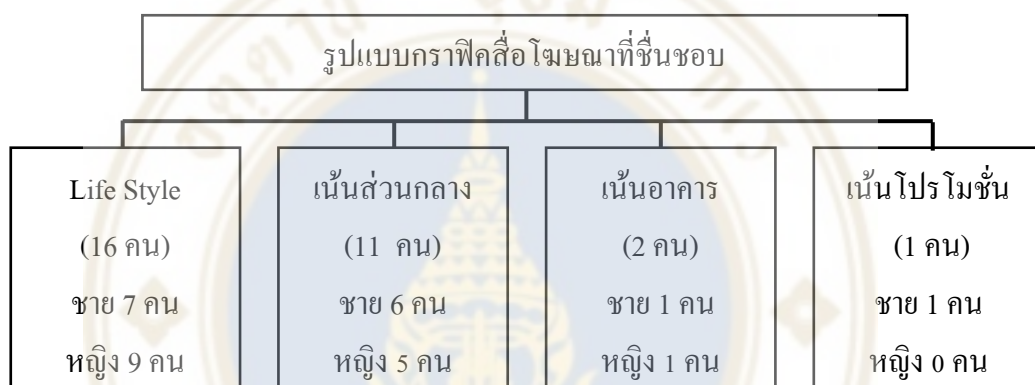 รูปแบบกราฟิคสื่อโฆษณาที่ชื่นชอบ
Life Style
(16 คน)
ชาย 7 คน
หญิง 9 คน
เน้นส่วนกลาง
(11 คน)
ชาย 6 คน
หญิง 5 คน
เน้นอาคาร
(2 คน)
ชาย 1 คน
หญิง 1 คน
เน้นโปรโมชั่น
(1 คน)
ชาย 1 คน
หญิง 0 คน